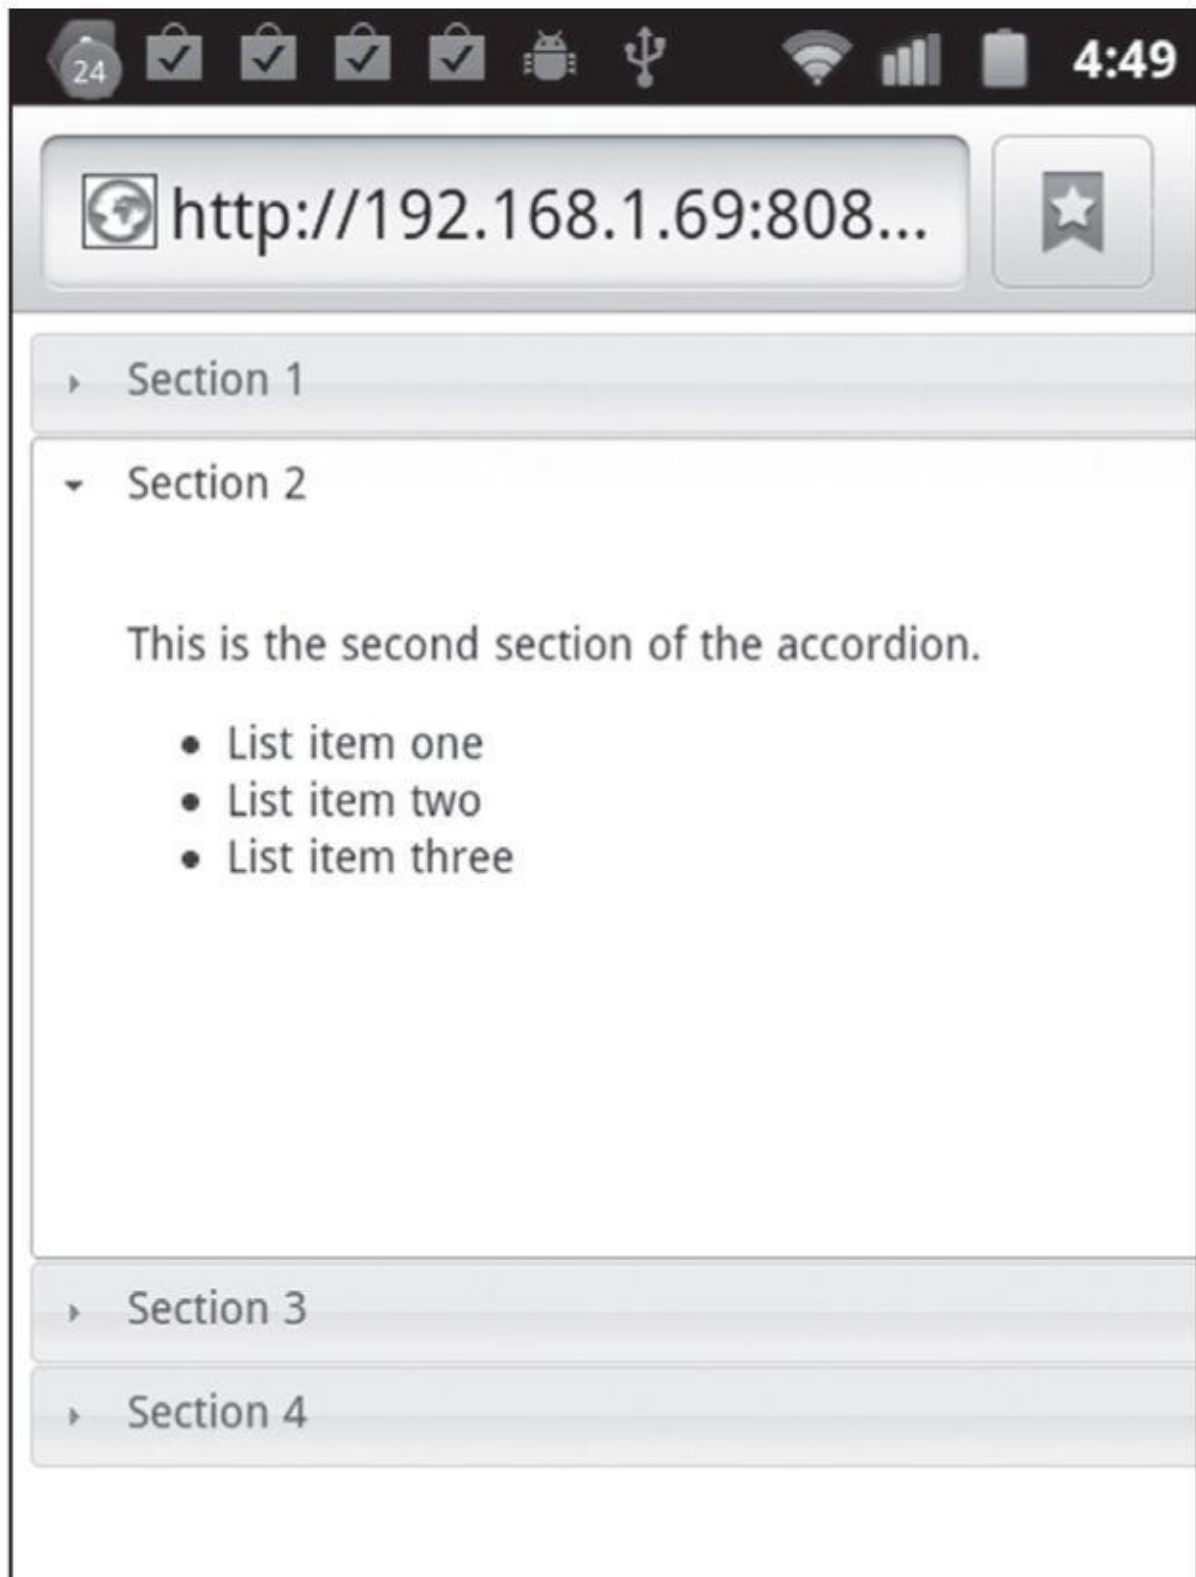 24
4:49
http://192.168.1.69:808...
Section 1
Section 2
This is the second section of the accordion.
List item one
List item two
List item three
Section 3
Section 4